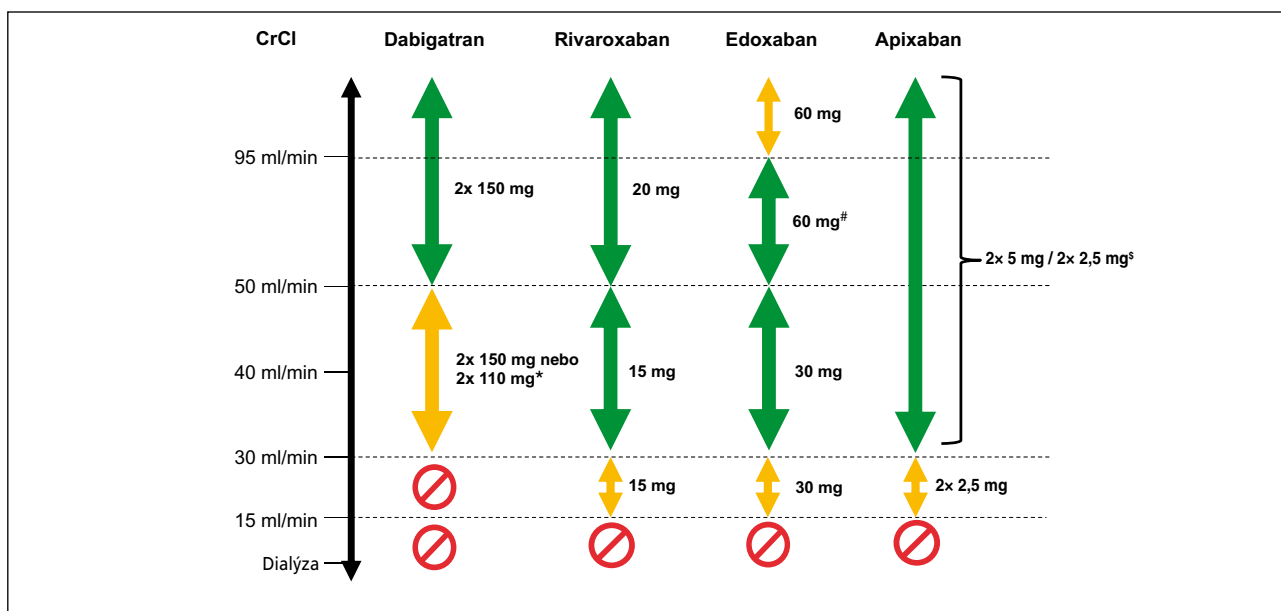 CrCl Dabigatran Rivaroxaban Edoxaban Apixaban
60 mg
95 ml/min
2x 150 mg 20 mg
60 mg#
2× 5 mg / 2× 2,5 mg$
50 ml/min
2x 150 mg nebo
2x 110 mg*
40 ml/min 15 mg 30 mg
30 ml/min
15 mg 30 mg 2× 2,5 mg
15 ml/min
Dialýza